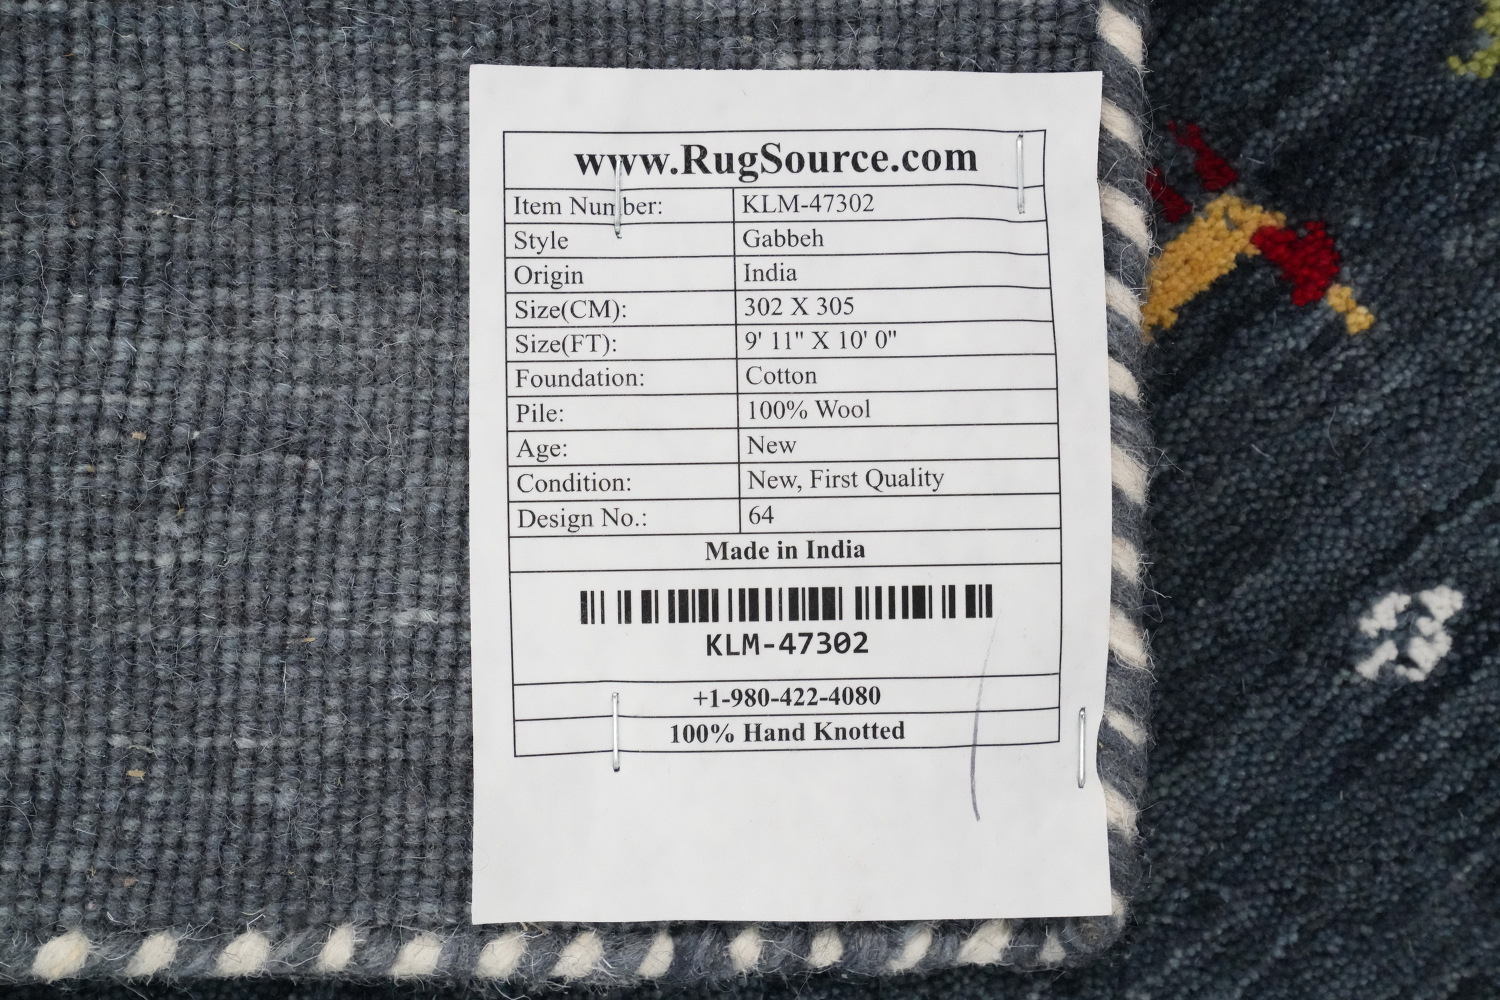 www.RugSource.com
Item Number: KLM-47302
Style Gabbeh
Origin India
Size(CM): 302 X 305
Size(FT): 9' 11" X 10' 0"
Foundation: Cotton
Pile: 100% Wool
Age: New
Condition: New, First Quality
Design No.: 64
Made in India
KLM-47302
+1-980-422-4080
100% Hand Knotted